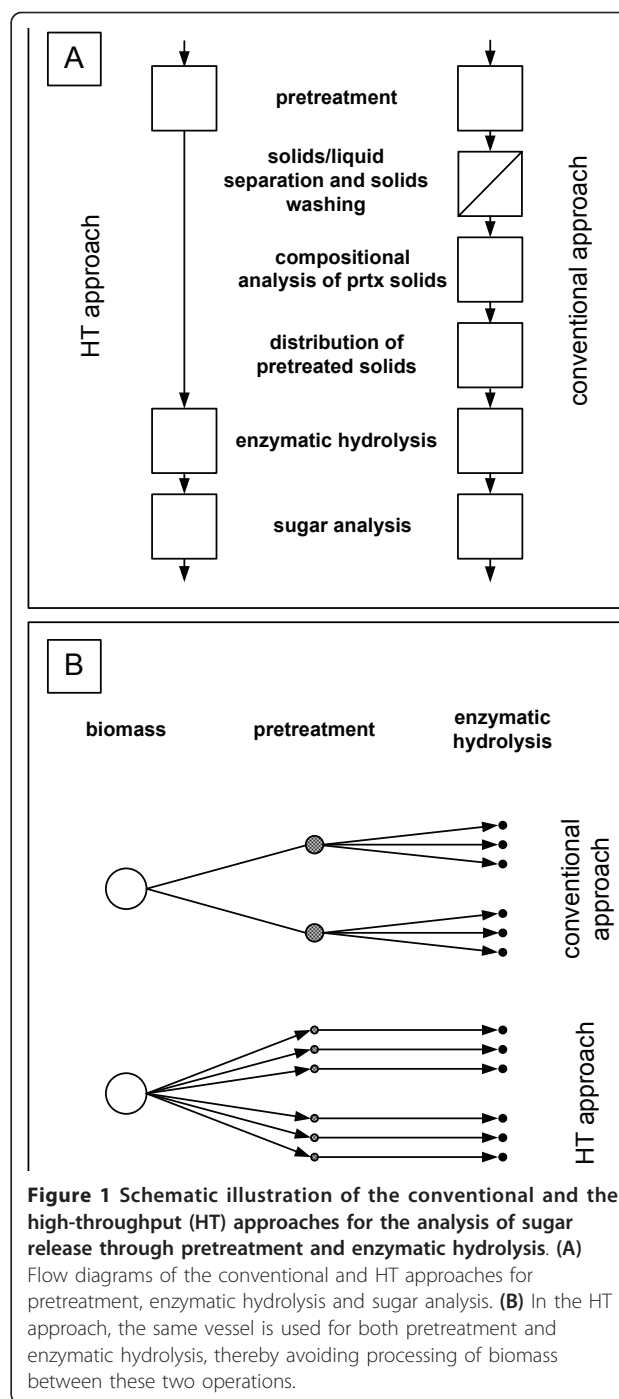 A
pretreatment
solids/liquid
separation and solids
washing
compositional
analysis of prtx solids
distribution of
pretreated solids
enzymatic hydrolysis
sugar analysis
HT approach
conventional approach
B
biomass
pretreatment
enzymatic
hydrolysis
conventional
approach
HT approach
Figure 1 Schematic illustration of the conventional and the
high-throughput (HT) approaches for the analysis of sugar
release through pretreatment and enzymatic hydrolysis. (A)
Flow diagrams of the conventional and HT approaches for
pretreatment, enzymatic hydrolysis and sugar analysis. (B) In the HT
approach, the same vessel is used for both pretreatment and
enzymatic hydrolysis, thereby avoiding processing of biomass
between these two operations.